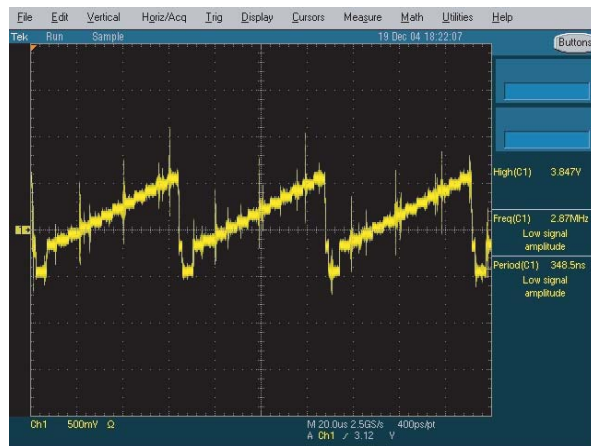 File Edit Vertical Horiz/Acq Trig Display Cursors Measure Math Utilities Help
Tek Run Sample 19 Dec 04 18:22:07 Buttons
High(C1) 3.847V
Freq(C1) 2.87MHz
Low signal
amplitude
Period(C1) 348.5ns
Low signal
amplitude
1
Ch1 500mV Ω M 20.0us 2.5GS/s 400ps/pt
A Ch1 ∕ 3.12 V